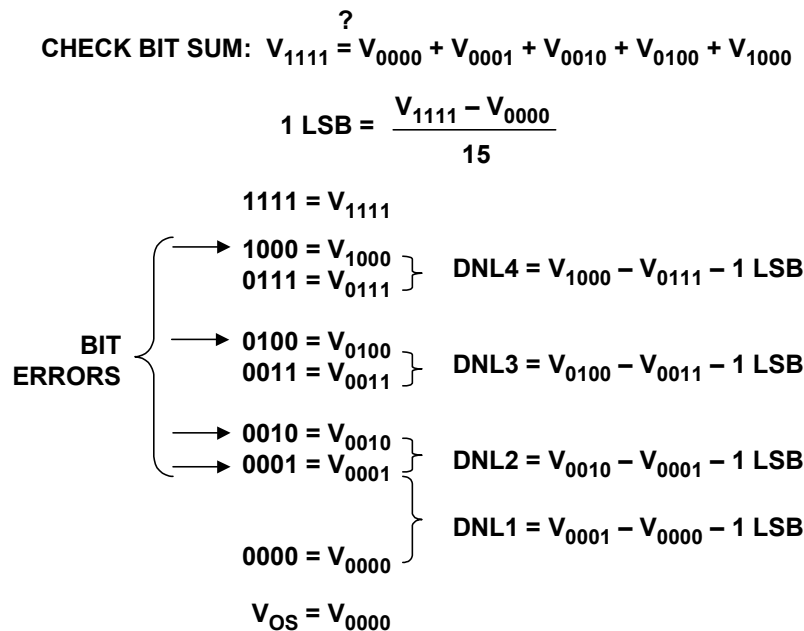 ?
CHECK BIT SUM: V1111 = V0000 + V0001 + V0010 + V0100 + V1000
1 LSB = V1111 – V0000
15
1111 = V1111
1000 = V1000
0111 = V0111
DNL4 = V1000 – V0111 – 1 LSB
BIT
ERRORS
0100 = V0100
0011 = V0011
DNL3 = V0100 – V0011 – 1 LSB
0010 = V0010
0001 = V0001
DNL2 = V0010 – V0001 – 1 LSB
DNL1 = V0001 – V0000 – 1 LSB
0000 = V0000
VOS = V0000